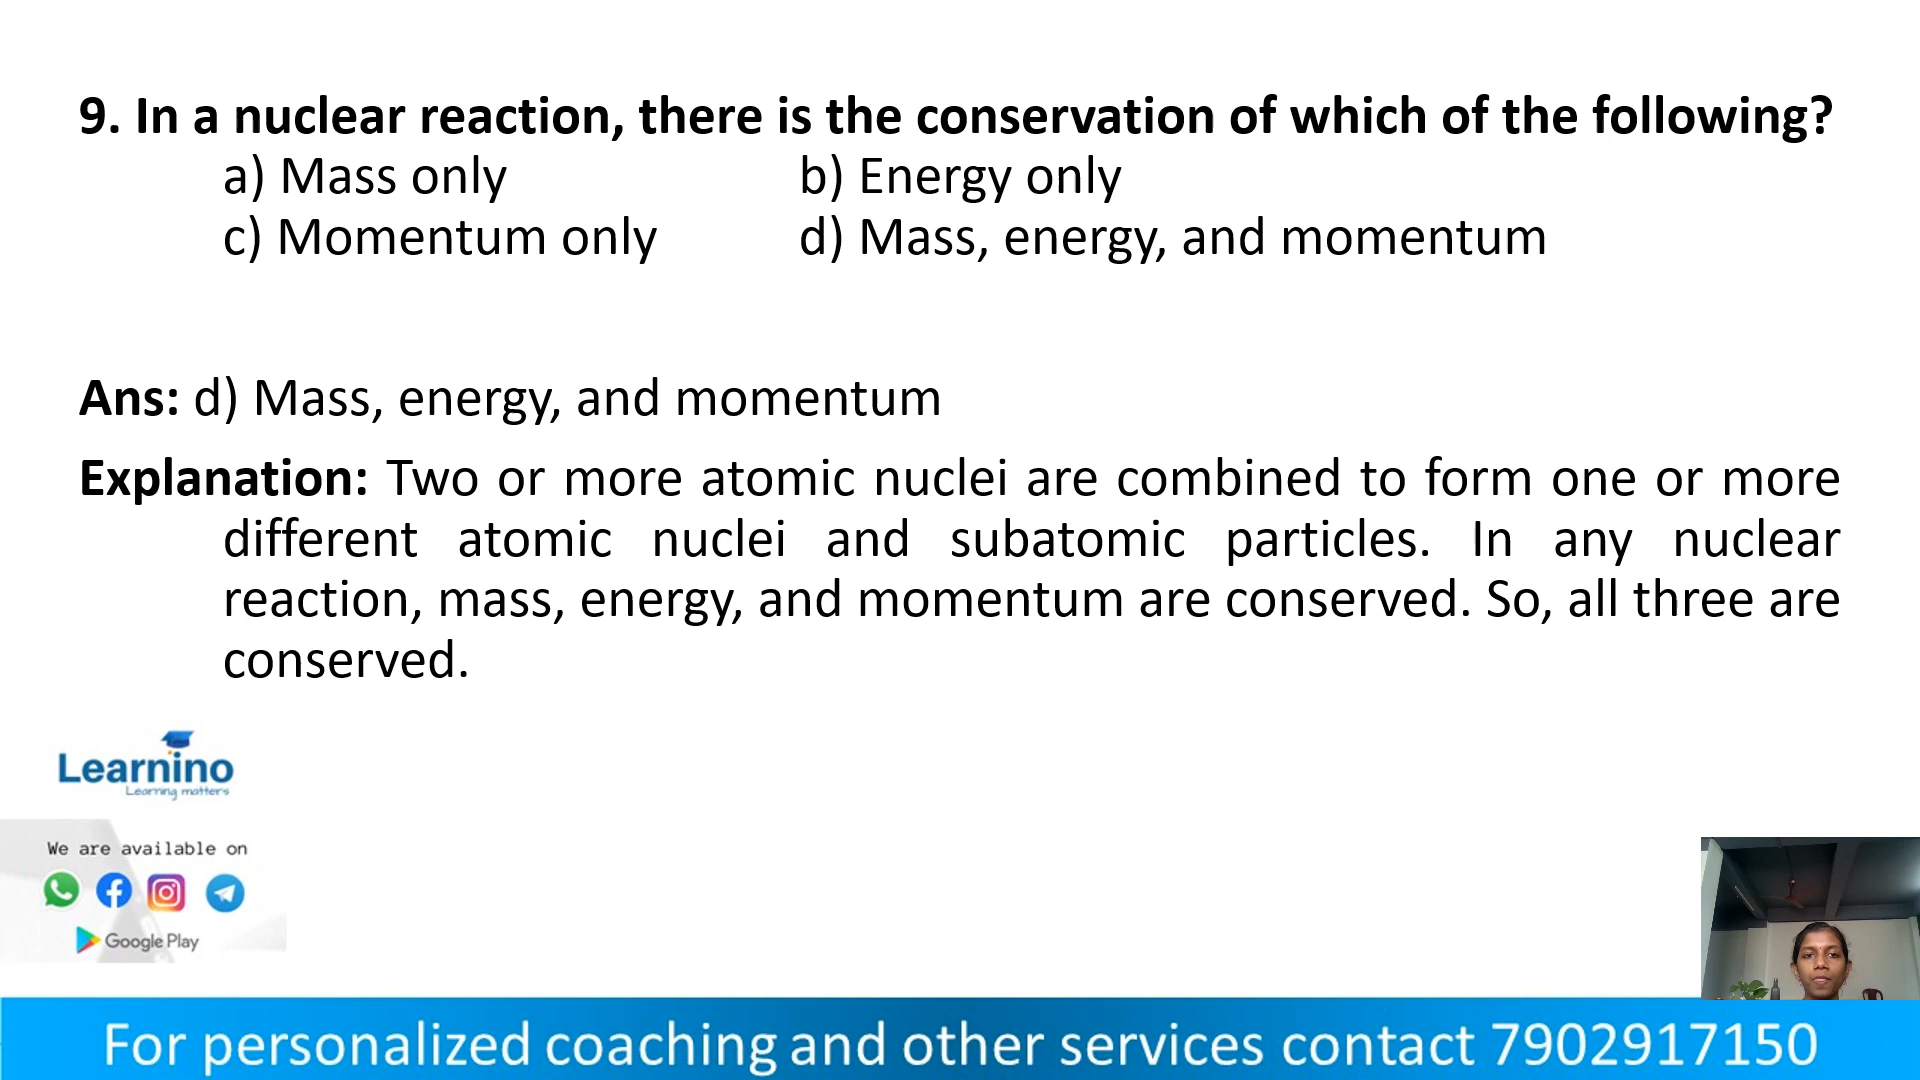 9. In a nuclear reaction, there is the conservation of which of the following?
a) Mass only b) Energy only
c) Momentum only d) Mass, energy, and momentum
Ans: d) Mass, energy, and momentum
Explanation: Two or more atomic nuclei are combined to form one or more
different atomic nuclei and subatomic particles. In any nuclear
reaction, mass, energy, and momentum are conserved. So, all three are
conserved.
Learnino
Learning matters
We are available on
Google Play
For personalized coaching and other services contact 7902917150